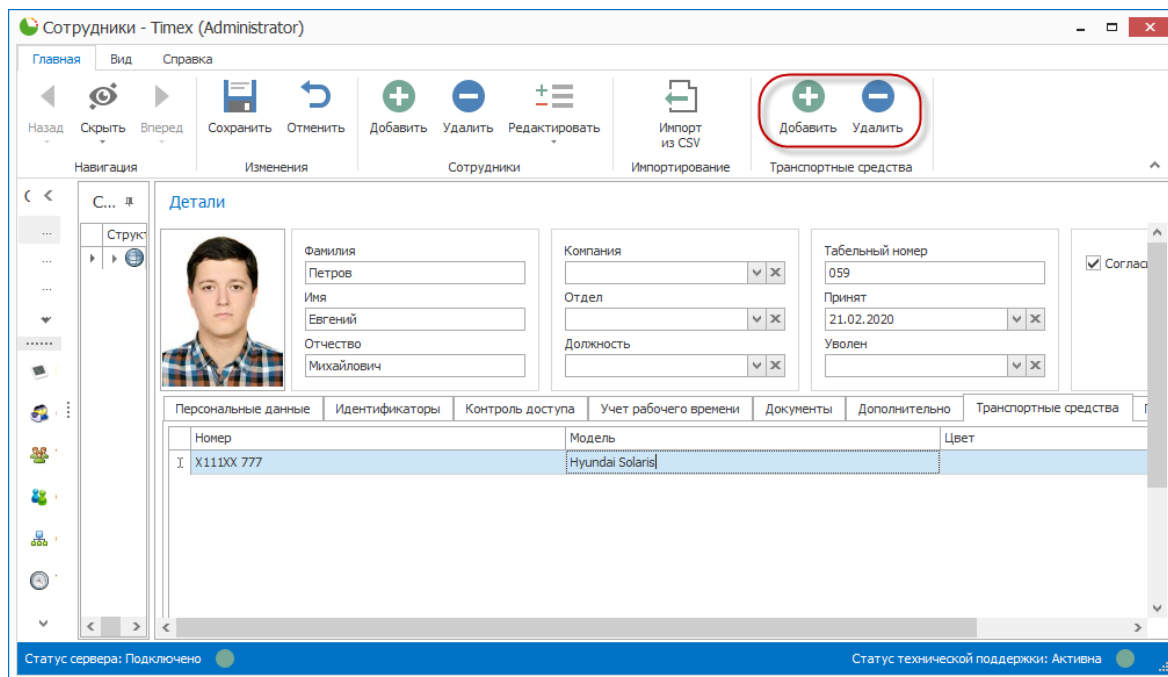 Сотрудники - Timex (Administrator)
Главная Вид Справка
Назад Скрыть Вперед Сохранить Отменить Добавить Удалить Редактировать Импорт из CSV Добавить Удалить
Навигация Изменения Сотрудники Импортирование Транспортные средства
С... Детали
...
Структ
...
...
Фамилия
Петров
Имя
Евгений
Отчество
Михайлович
Компания
Отдел
Должность
Табельный номер
059
Принят
21.02.2020
Уволен
Согласи
Персональные данные Идентификаторы Контроль доступа Учет рабочего времени Документы Дополнительно Транспортные средства
Номер Модель Цвет
X111XX 777 Hyundai Solaris
Статус сервера: Подключено Статус технической поддержки: Активна